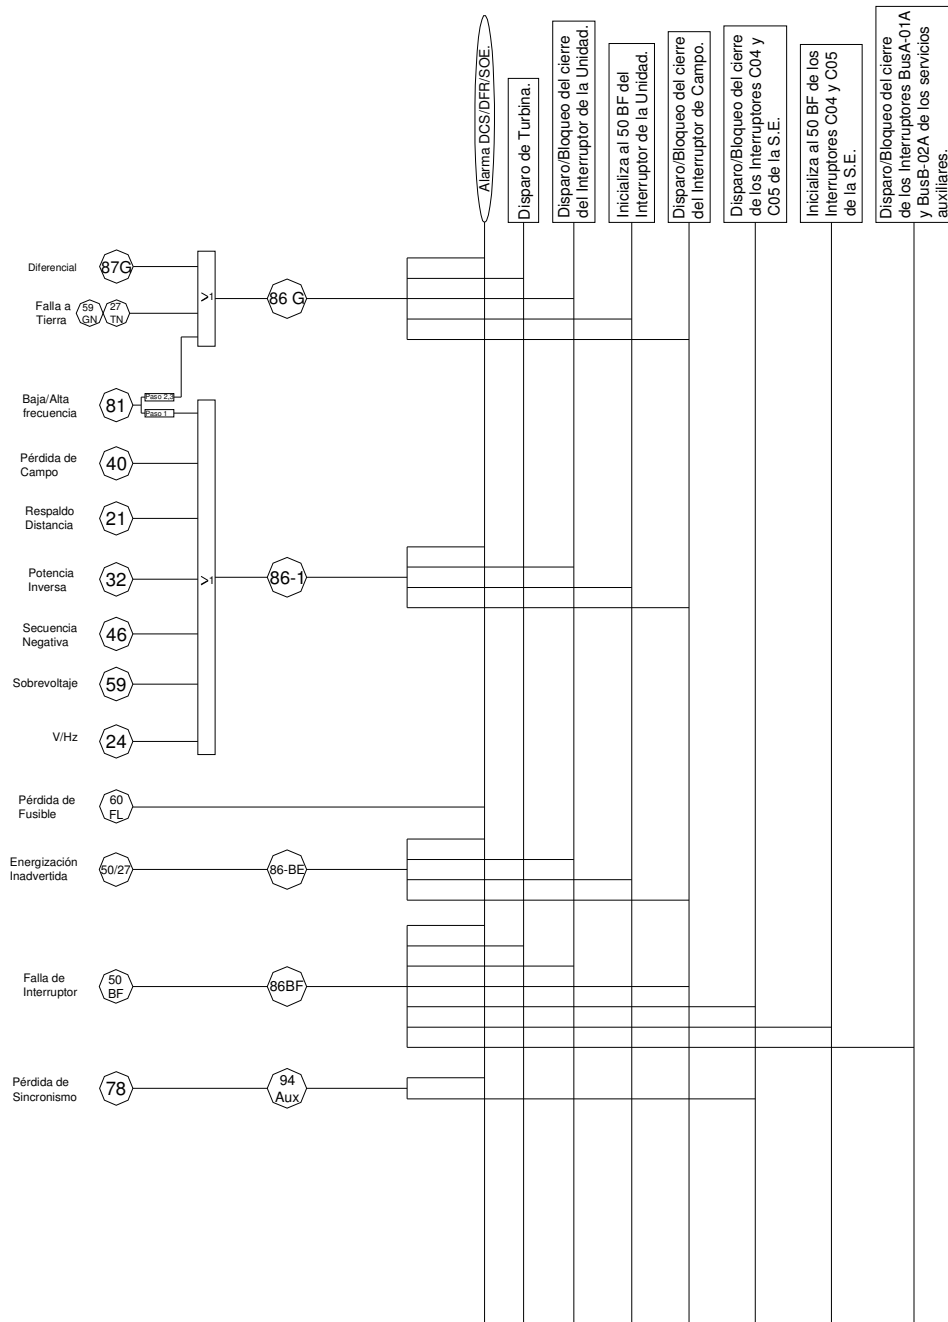 Alarma DCS/DFR/SOE.
Disparo de Turbina.
Disparo/Bloqueo del cierre
del Interruptor de la Unidad.
Inicializa al 50 BF del
Interruptor de la Unidad.
Disparo/Bloqueo del cierre
del Interruptor de Campo.
Disparo/Bloqueo del cierre
de los Interruptores C04 y
C05 de la S.E.
Inicializa al 50 BF de los
Interruptores C04 y C05
de la S.E.
Disparo/Bloqueo del cierre
de los Interruptores BusA-01A
y BusB-02A de los servicios
auxiliares.
Diferencial
87G
Falla a
Tierra
59
GN
27
TN
>1
86 G
Baja/Alta
frecuencia
81
Paso 2,3
Paso 1
Pérdida de
Campo
40
Respaldo
Distancia
21
Potencia
Inversa
32
>1
86-1
Secuencia
Negativa
46
Sobrevoltaje
59
V/Hz
24
Pérdida de
Fusible
60
FL
Energización
Inadvertida
50/27
86-BE
Falla de
Interruptor
50
BF
86BF
Pérdida de
Sincronismo
78
94
Aux